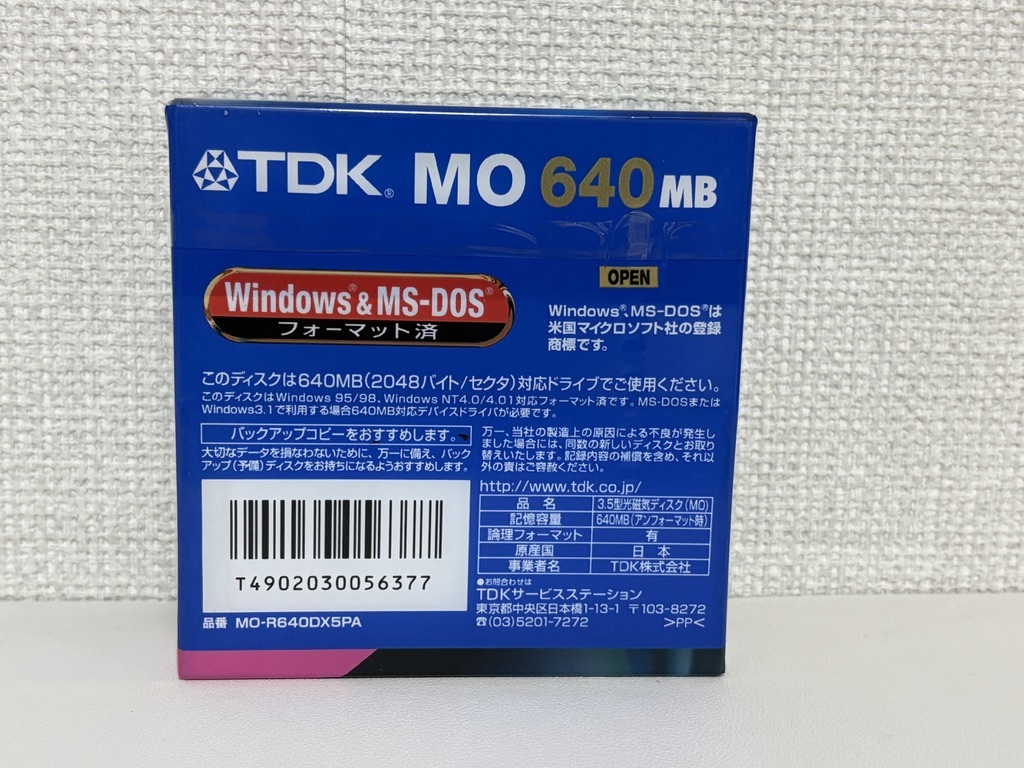 TDK® MO 640MB
OPEN
Windows®&MS-DOS®
フォーマット済
Windows®、MS-DOS®は
米国マイクロソフト社の登録
商標です。
このディスクは640MB(2048バイト/セクタ)対応ドライブでご使用ください。
このディスクはWindows 95/98、Windows NT4.0/4.01対応フォーマット済です。MS-DOSまたは
Windows3.1で利用する場合640MB対応デバイスドライバが必要です。
バックアップコピーをおすすめします。
大切なデータを損なわないために、万一に備え、バック
アップ(予備)ディスクをお持ちになるようおすすめします。
万一、当社の製造上の原因による不良が発生し
ました場合には、同数の新しいディスクとお取り
替えいたします。記録内容の補償を含め、それ以
外の責はご容赦ください。
http://www.tdk.co.jp/
品名 3.5型光磁気ディスク(MO)
記憶容量 640MB(アンフォーマット時)
論理フォーマット 有
原産国 日本
事業者名 TDK株式会社
T4902030056377
品番 MO-R640DX5PA
●お問合わせは
TDKサービスステーション
東京都中央区日本橋1-13-1 〒103-8272
☎(03)5201-7272 >PP<